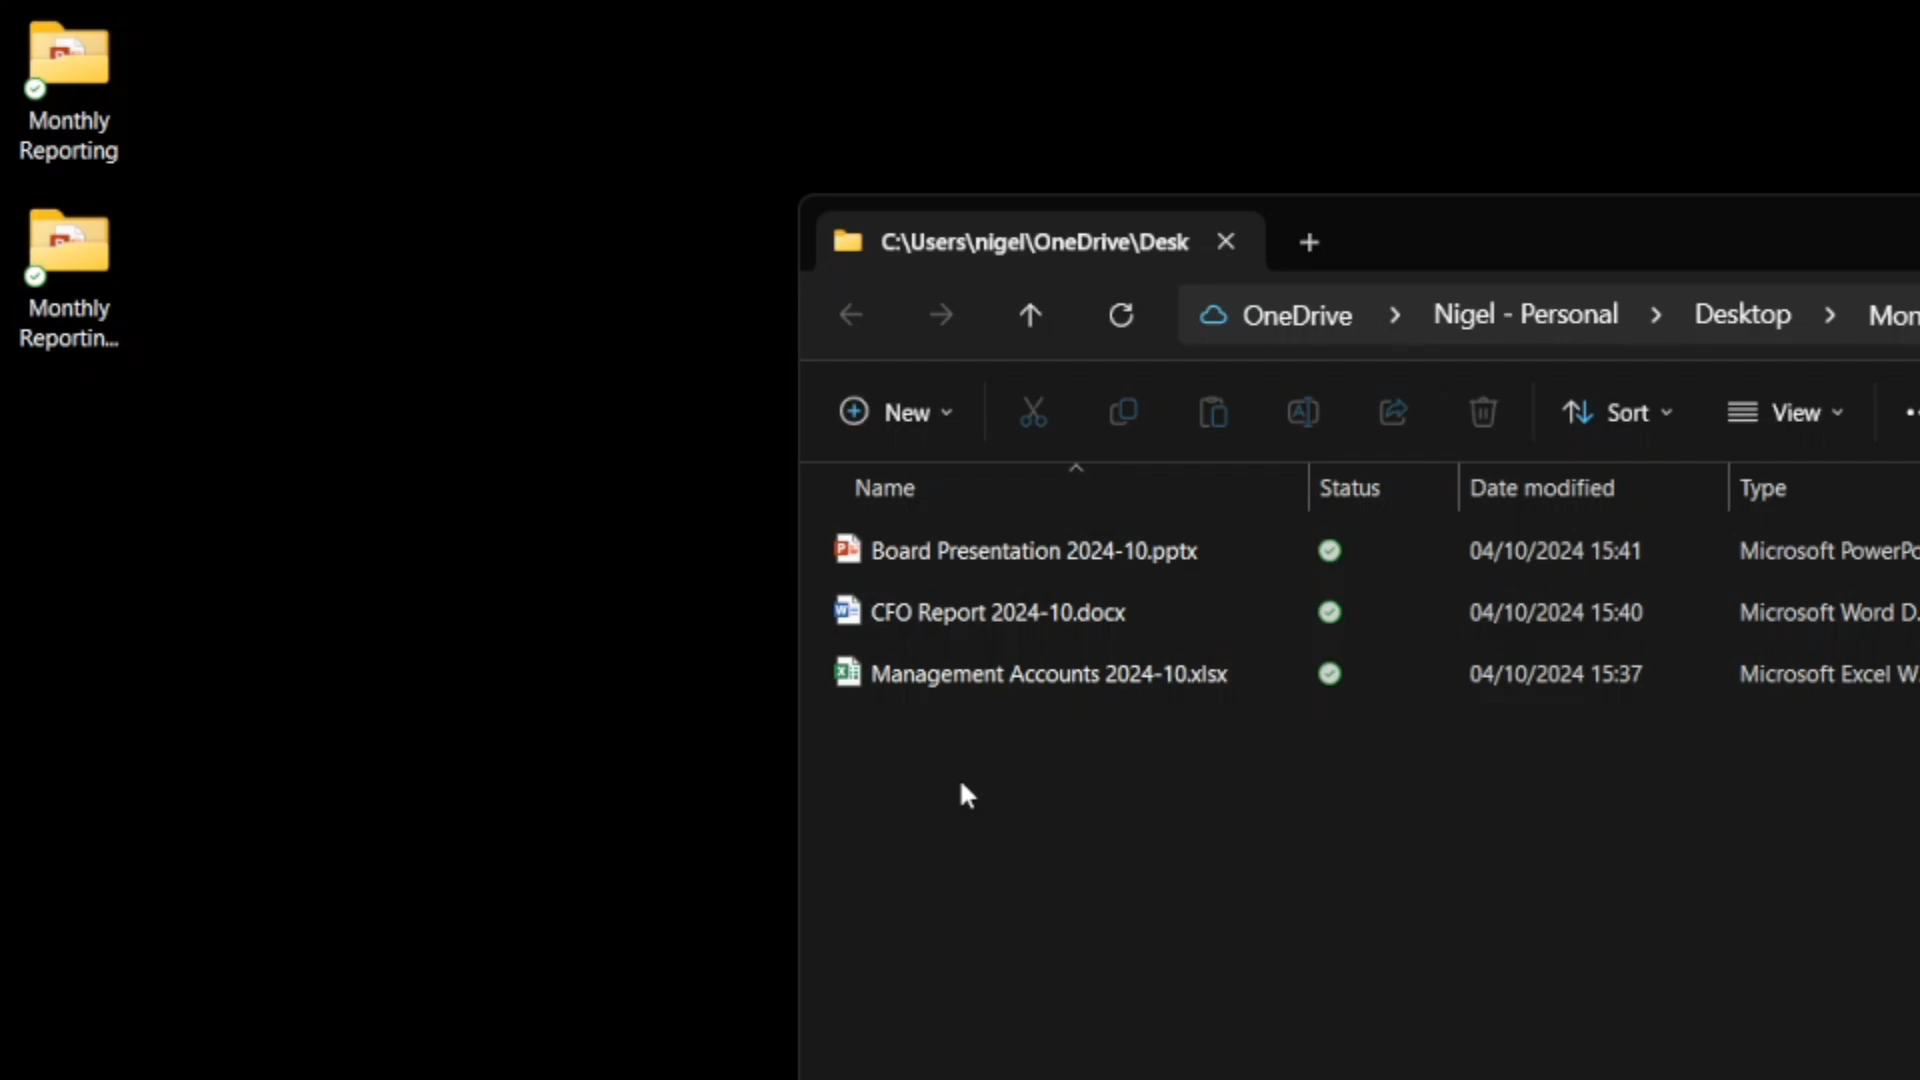 Monthly
Reporting
Monthly
Reportin...
C:\Users\nigel\OneDrive\Desk
OneDrive > Nigel - Personal > Desktop > Mon
New
Sort
View
Name Status Date modified Type
Board Presentation 2024-10.pptx 04/10/2024 15:41 Microsoft PowerPo
CFO Report 2024-10.docx 04/10/2024 15:40 Microsoft Word D...
Management Accounts 2024-10.xlsx 04/10/2024 15:37 Microsoft Excel W...